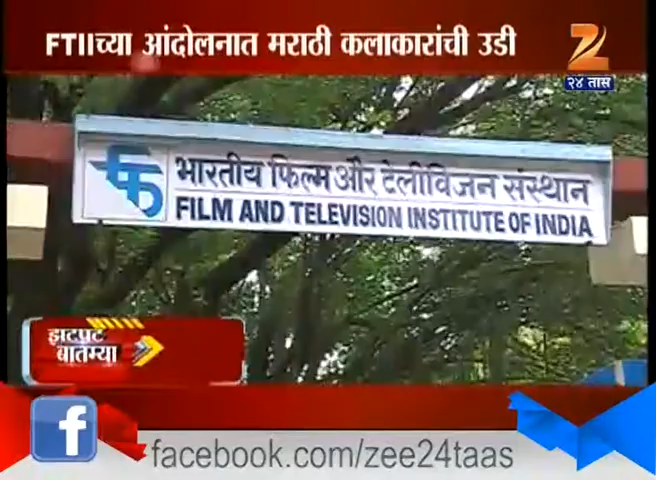 FTIIच्या आंदोलनात मराठी कलाकारांची उडी
२४ तास
भारतीय फिल्म और टेलीविजन संस्थान
FILM AND TELEVISION INSTITUTE OF INDIA
झटपट
बातम्या
facebook.com/zee24taas